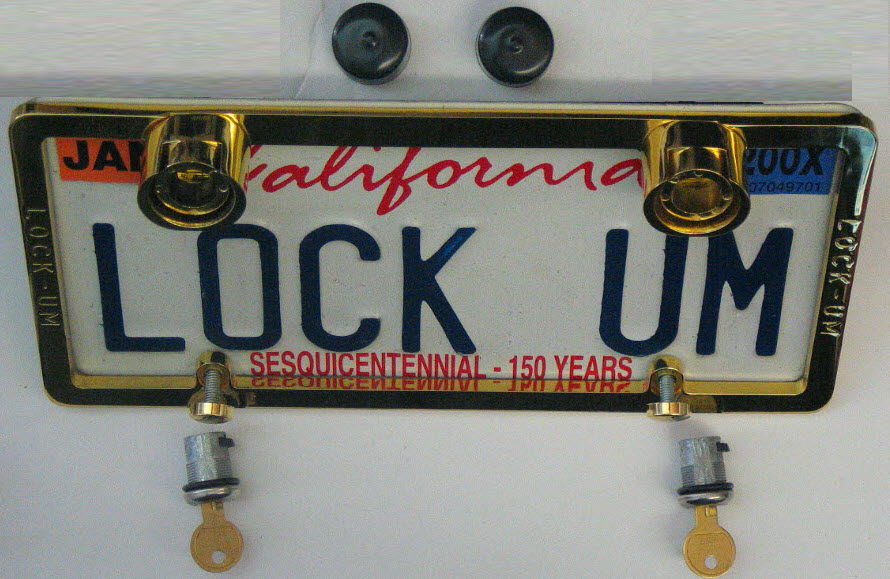 JAN
California
200X
07049701
LOCK-UM
LOCK UM
LOCK-UM
SESQUICENTENNIAL - 150 YEARS